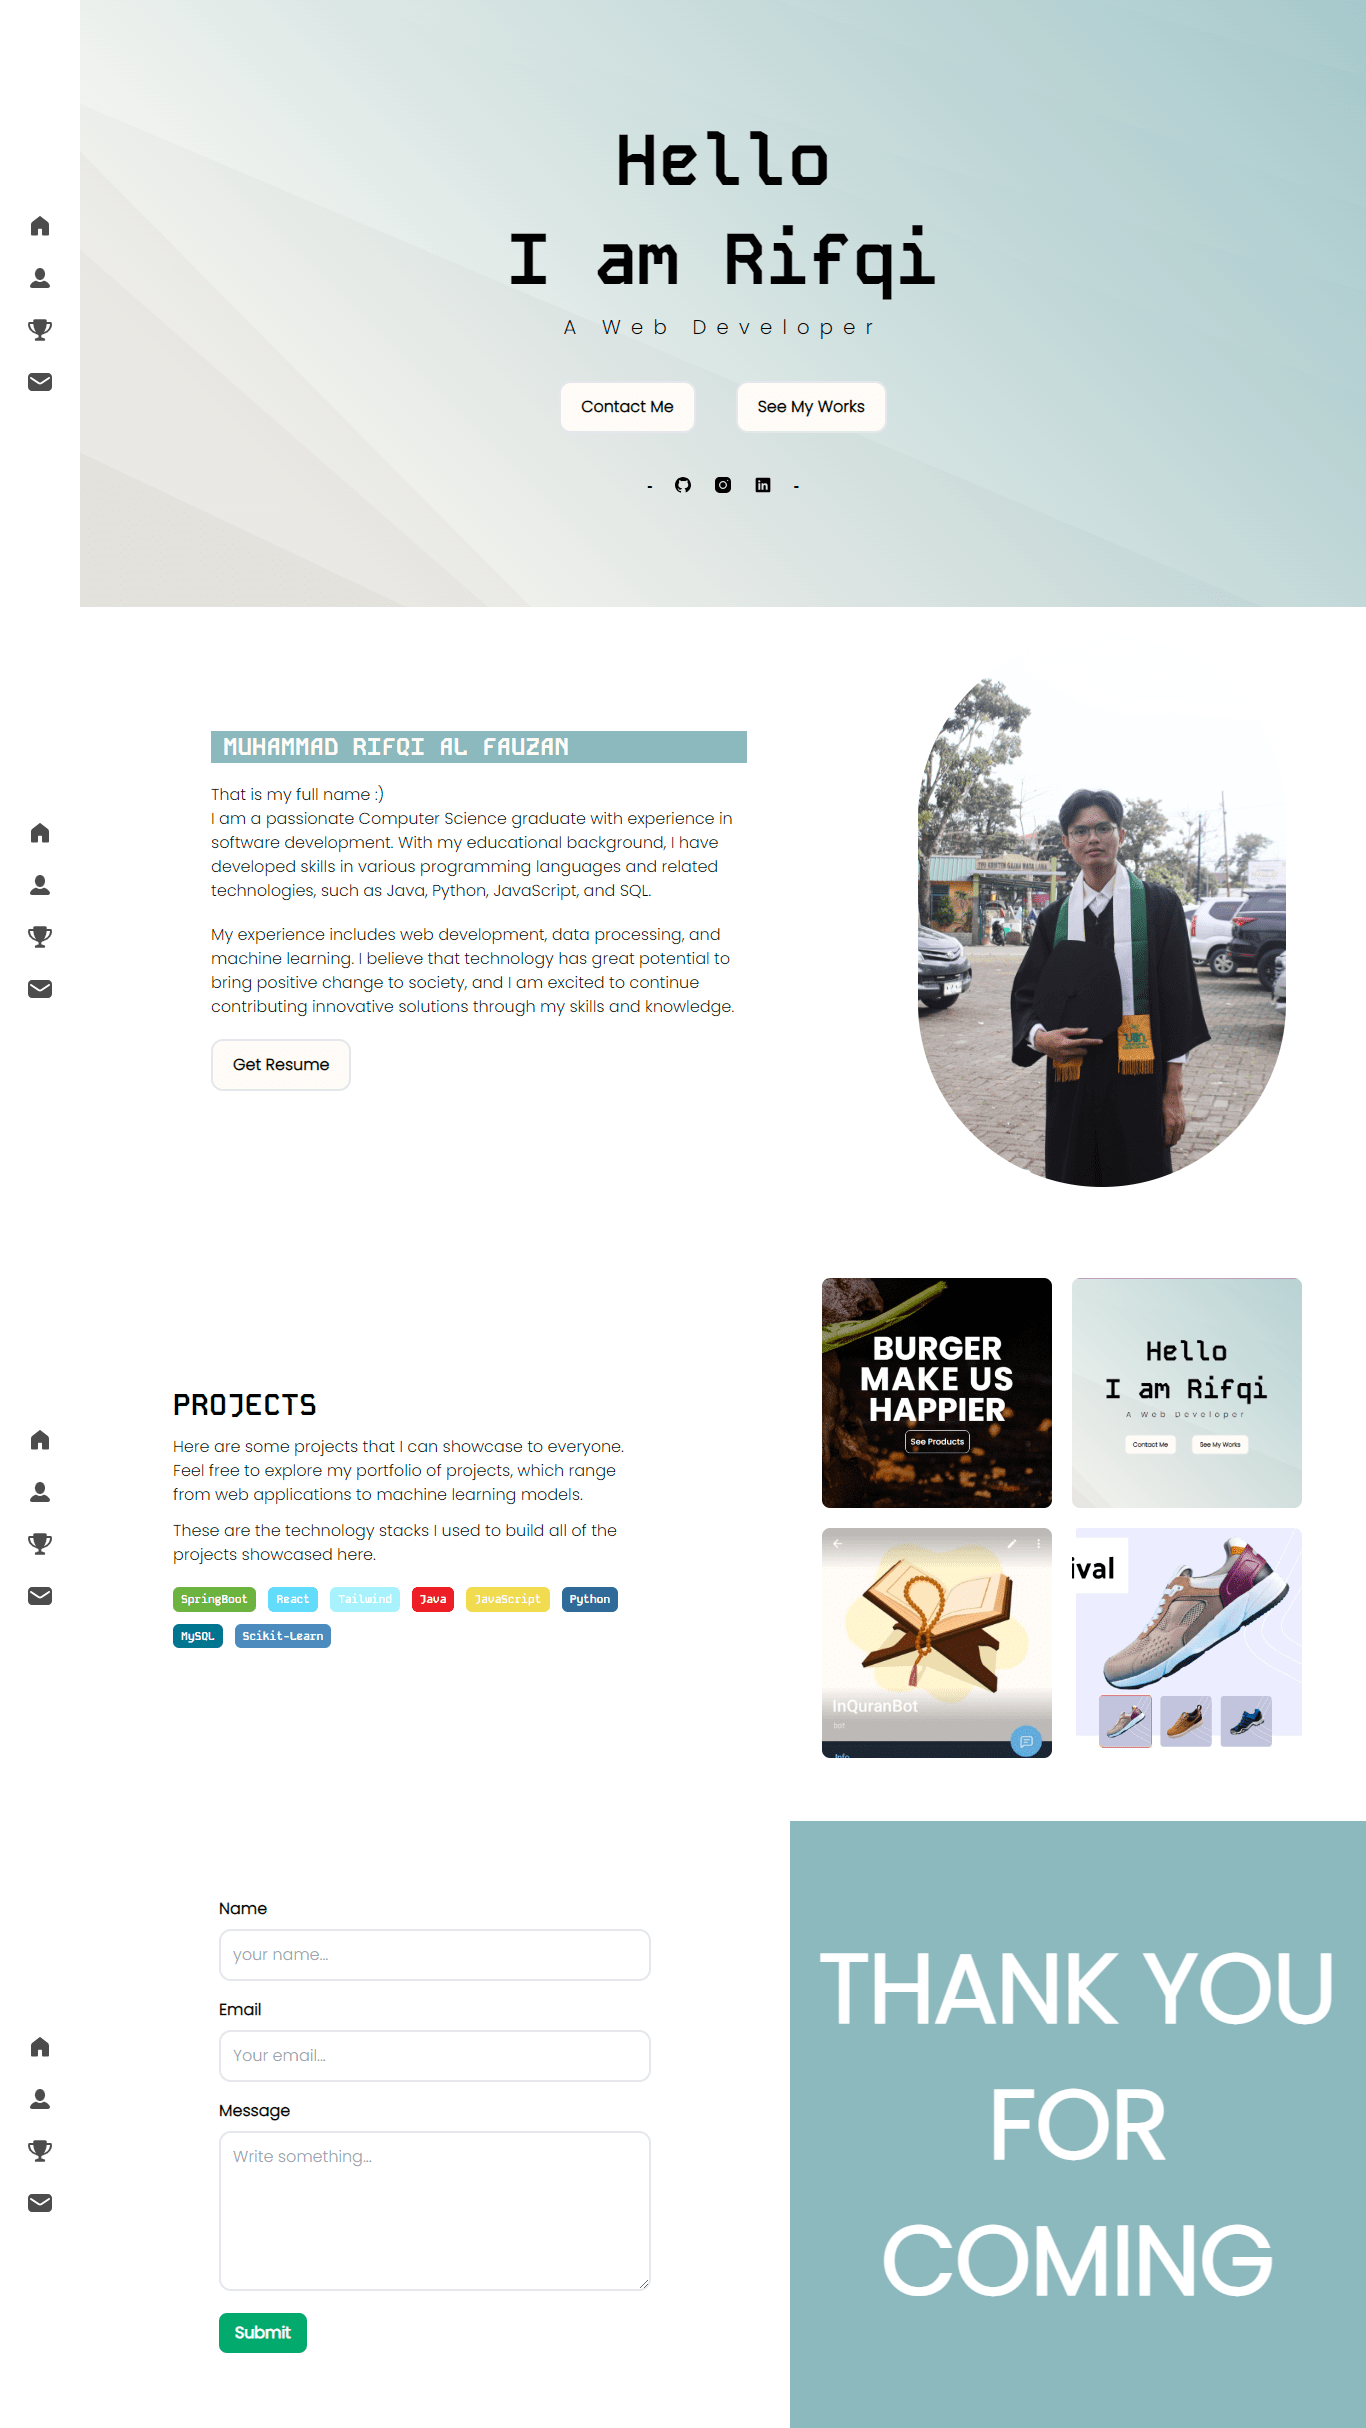 Hello
I am Rifqi
A Web Developer
Contact Me
See My Works
-
-
MUHAMMAD RIFQI AL FAUZAN
That is my full name :)
I am a passionate Computer Science graduate with experience in
software development. With my educational background, I have
developed skills in various programming languages and related
technologies, such as Java, Python, JavaScript, and SQL.
My experience includes web development, data processing, and
machine learning. I believe that technology has great potential to
bring positive change to society, and I am excited to continue
contributing innovative solutions through my skills and knowledge.
Get Resume
PROJECTS
Here are some projects that I can showcase to everyone.
Feel free to explore my portfolio of projects, which range
from web applications to machine learning models.
These are the technology stacks I used to build all of the
projects showcased here.
SpringBoot
React
Tailwind
Java
JavaScript
Python
MySQL
Scikit-Learn
BURGER
MAKE US
HAPPIER
See Products
Hello
I am Rifqi
A Web Developer
Contact Me
See My Works
InQuranBot
bot
Info
ival
Name
your name...
Email
Your email...
Message
Write something...
Submit
THANK YOU
FOR
COMING